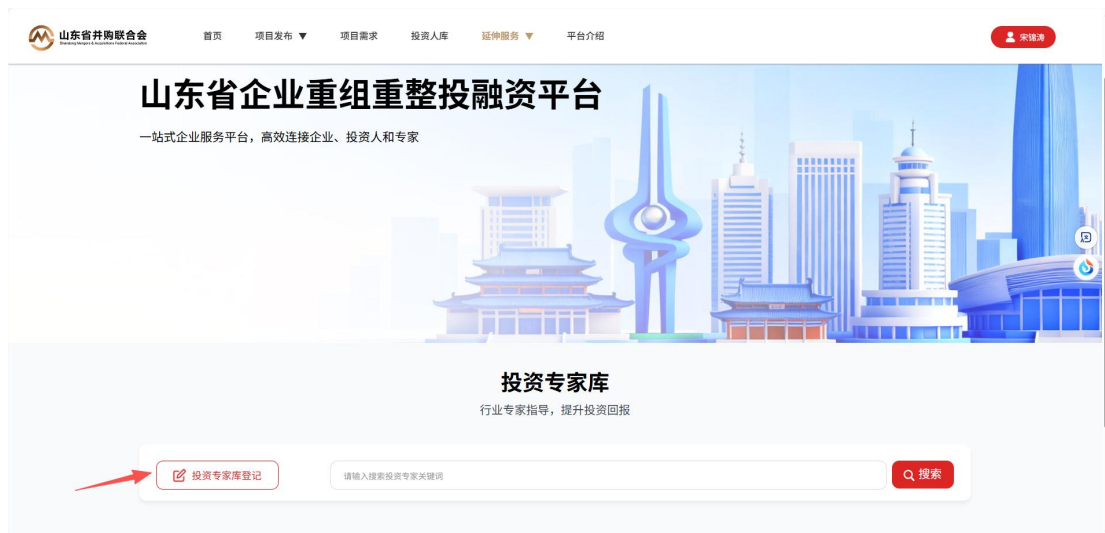 山东省并购联合会
Shandong Mergers & Acquisitions Federal Association
首页 项目发布 ▼ 项目需求 投资人库 延伸服务 ▼ 平台介绍 宋锦涛
山东省企业重组重整投融资平台
一站式企业服务平台，高效连接企业、投资人和专家
投资专家库
行业专家指导，提升投资回报
投资专家库登记 请输入搜索投资专家关键词 搜索